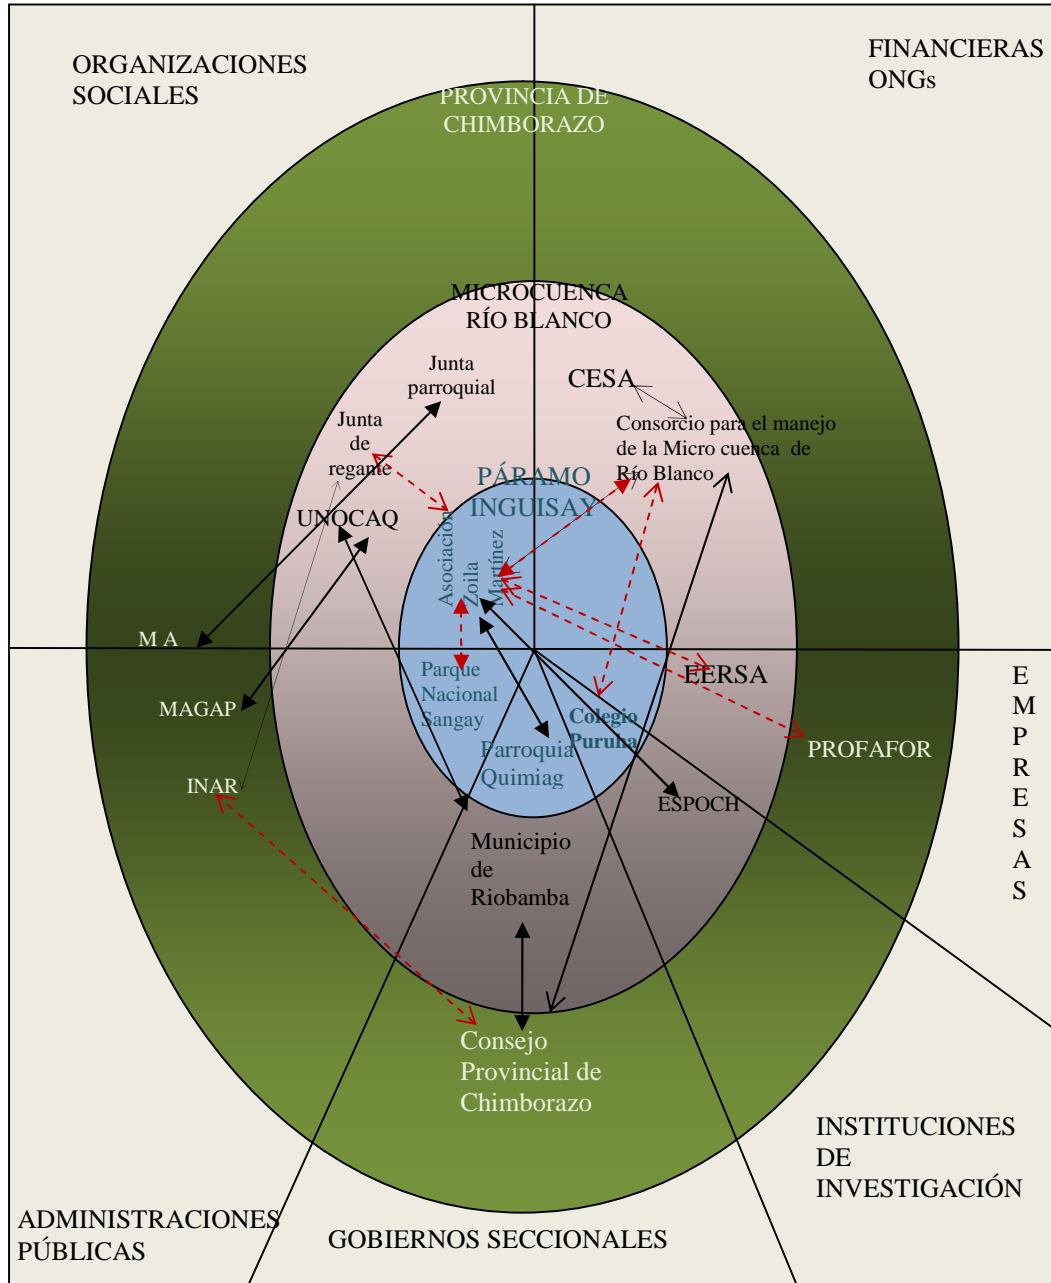 ORGANIZACIONES
SOCIALES
FINANCIERAS
ONGs
PROVINCIA DE
CHIMBORAZO
MICROCUENCA
RÍO BLANCO
Junta
parroquial
CESA
Junta
de
regame
Consorcio para el manejo
de la Micro cuenca de
Río Blanco
PÁRAMO
INGUISAY
UNOCAQ
Asociación
Zoila
Martínez
M A
Parque
Nacional
Sangay
EERSA
MAGAP
Colegio
Puruha
PROFAFOR
Parroquia
Quimiag
INAR
ESPOCH
EMPRESAS
Municipio
de
Riobamba
Consejo
Provincial de
Chimborazo
INSTITUCIONES
DE
INVESTIGACIÓN
ADMINISTRACIONES
PÚBLICAS
GOBIERNOS SECCIONALES